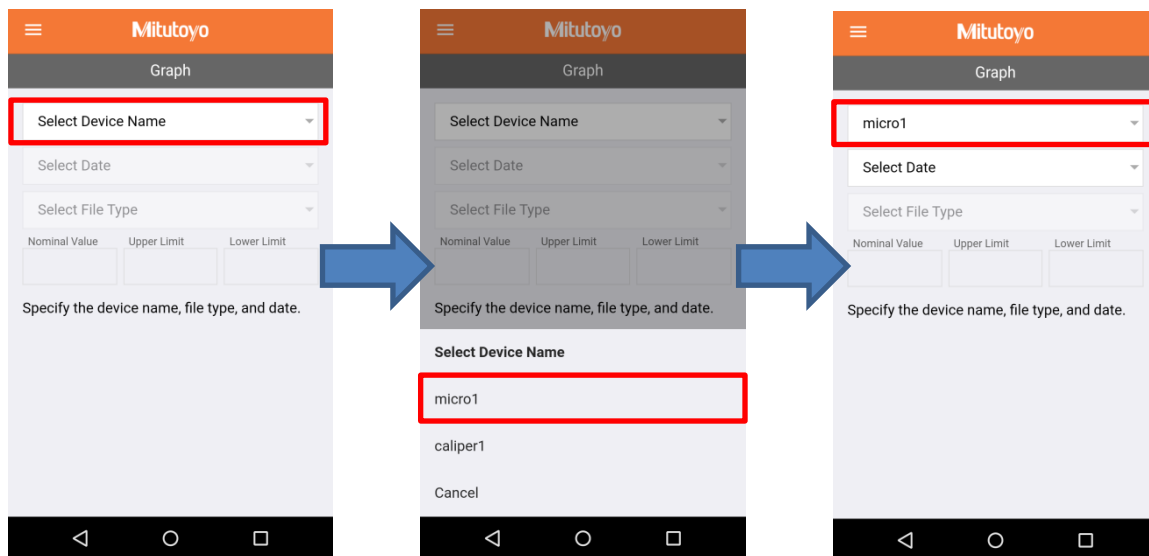 Mitutoyo
Graph
Select Device Name
Select Date
Select File Type
Nominal Value Upper Limit Lower Limit
Specify the device name, file type, and date.
Mitutoyo
Graph
Select Device Name
Select Date
Select File Type
Nominal Value Upper Limit Lower Limit
Specify the device name, file type, and date.
Select Device Name
micro1
caliper1
Cancel
Mitutoyo
Graph
micro1
Select Date
Select File Type
Nominal Value Upper Limit Lower Limit
Specify the device name, file type, and date.